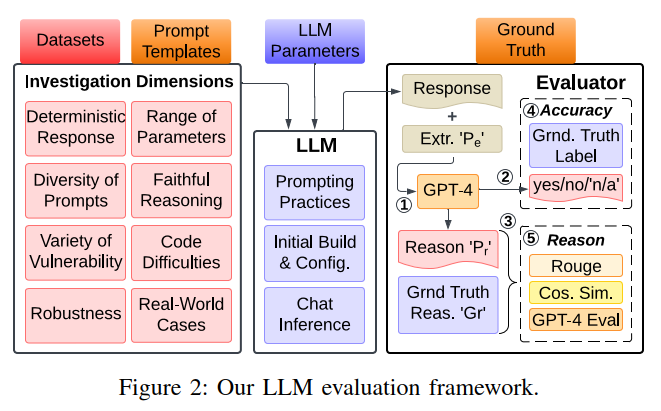 Datasets
Prompt
Templates
LLM
Parameters
Ground
Truth
Investigation Dimensions
Deterministic
Response
Range of
Parameters
Diversity of
Prompts
Faithful
Reasoning
Variety of
Vulnerability
Code
Difficulties
Robustness
Real-World
Cases
LLM
Prompting
Practices
Initial Build
& Config.
Chat
Inference
Evaluator
Response
+
Extr. 'Pe'
①
GPT-4
②
③
Reason 'Pr'
Grnd Truth
Reas. 'Gr'
④ Accuracy
Grnd. Truth
Label
yes/no/'n/a'
⑤ Reason
Rouge
Cos. Sim.
GPT-4 Eval
Figure 2: Our LLM evaluation framework.